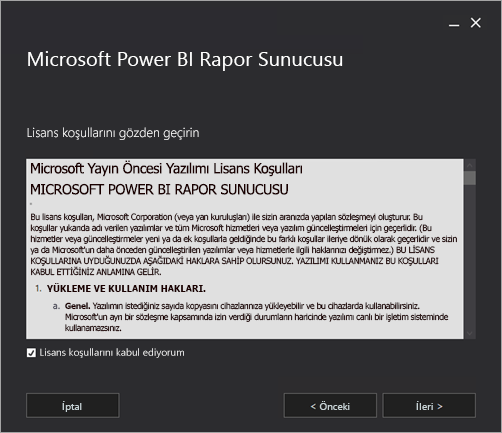 Microsoft Power BI Rapor Sunucusu
Lisans koşullarını gözden geçirin
Microsoft Yayın Öncesi Yazılımı Lisans Koşulları
MICROSOFT POWER BI RAPOR SUNUCUSU
Bu lisans koşulları, Microsoft Corporation (veya yan kuruluşları) ile sizin aranızda yapılan sözleşmeyi oluşturur. Bu
koşullar yukarıda adı verilen yazılımlar ve tüm Microsoft hizmetleri veya yazılım güncelleştirmeleri için geçerlidir. (Bu
hizmetler veya güncelleştirmeler yeni ya da ek koşullarla geldiğinde bu farklı koşullar ileriye dönük olarak geçerlidir ve sizin
ya da Microsoft'un daha önceden güncelleştirilen yazılımlar veya hizmetlerle ilgili haklarınızı değiştirmez.) BU LİSANS
KOŞULLARINA UYDUĞUNUZDA AŞAĞIDAKİ HAKLARA SAHİP OLURSUNUZ. YAZILIMI KULLANMANIZ BU KOŞULLARI
KABUL ETTİĞİNİZ ANLAMINA GELİR.
1. YÜKLEME VE KULLANIM HAKLARI.
a. Genel. Yazılımın istediğiniz sayıda kopyasını cihazlarınıza yükleyebilir ve bu cihazlarda kullanabilirsiniz.
Microsoft'un ayrı bir sözleşme kapsamında izin verdiği durumların haricinde yazılımı canlı bir işletim sisteminde
kullanamazsınız.
Lisans koşullarını kabul ediyorum
İptal
< Önceki
İleri >